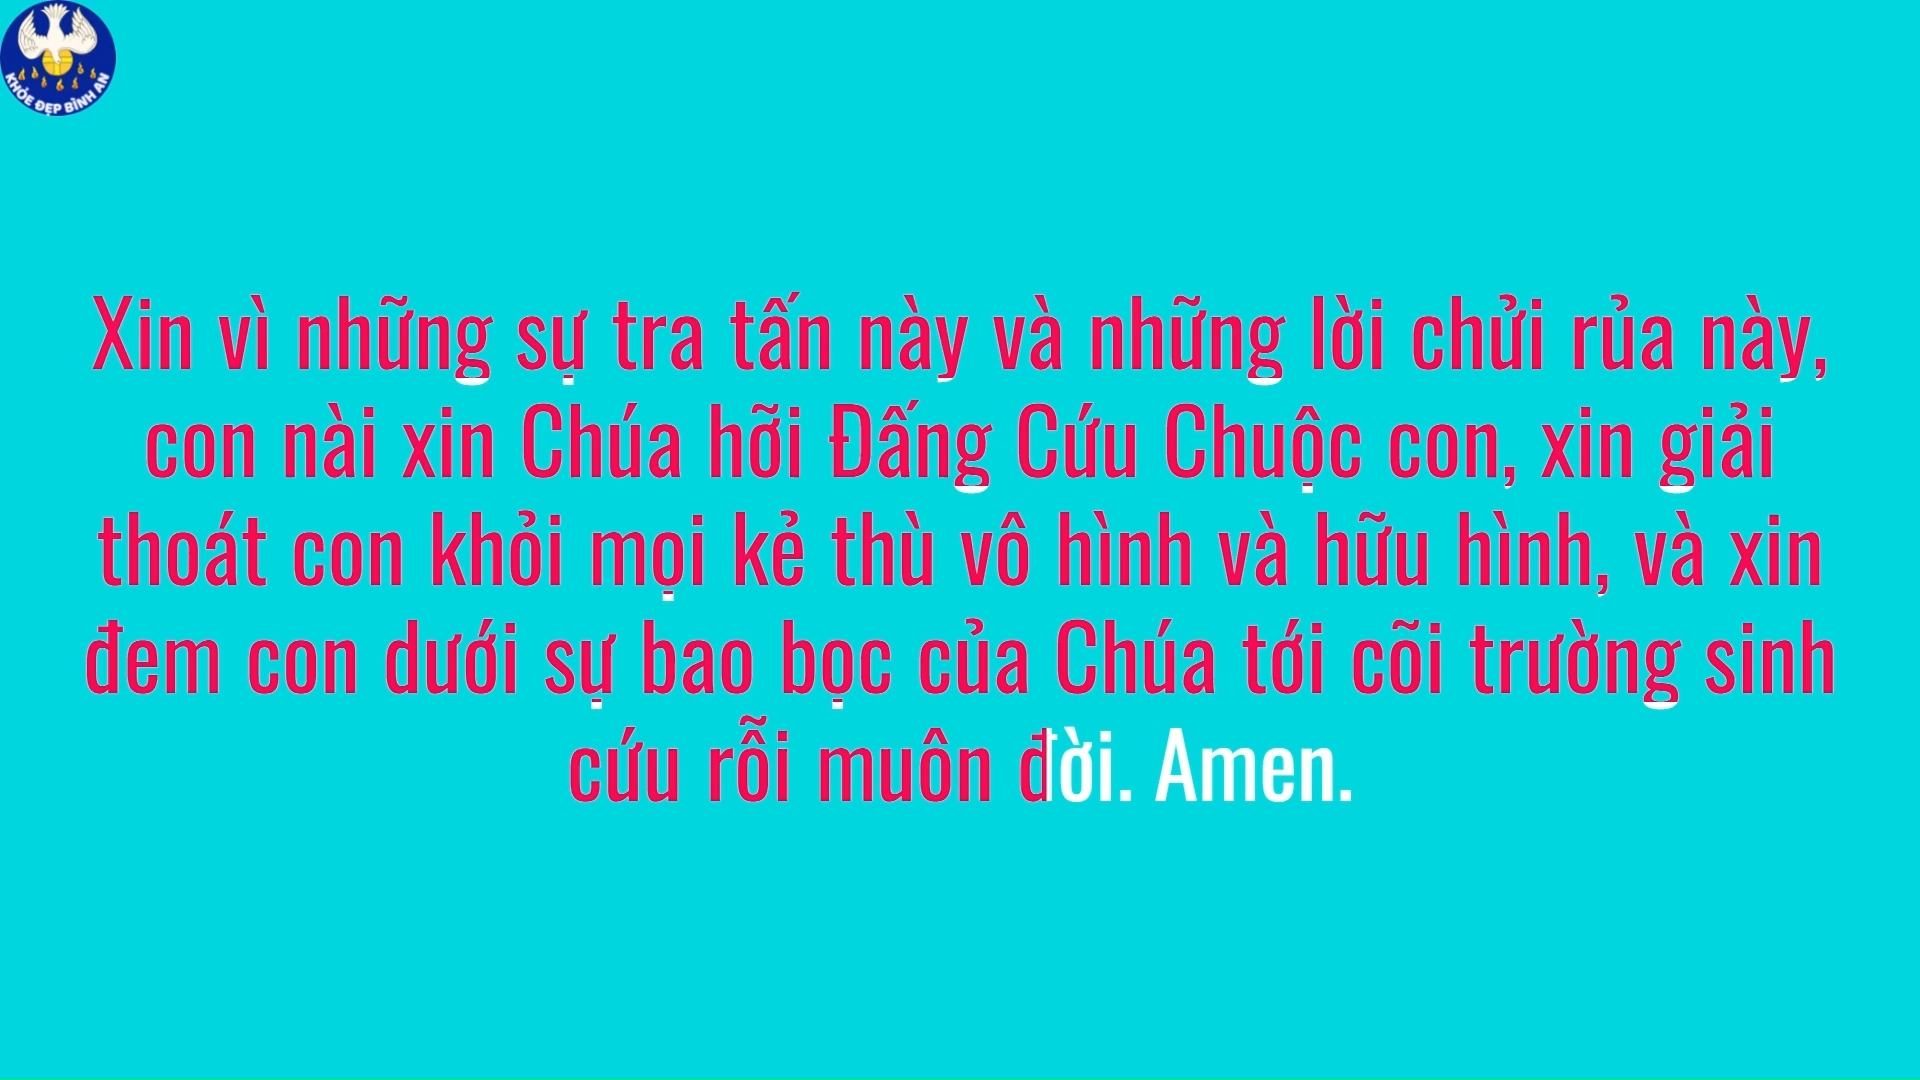 KHỎE ĐẸP BÌNH AN
Xin vì những sự tra tấn này và những lời chửi rủa này,
con nài xin Chúa hỡi Đấng Cứu Chuộc con, xin giải
thoát con khỏi mọi kẻ thù vô hình và hữu hình, và xin
đem con dưới sự bao bọc của Chúa tới cõi trường sinh
cứu rỗi muôn đời. Amen.